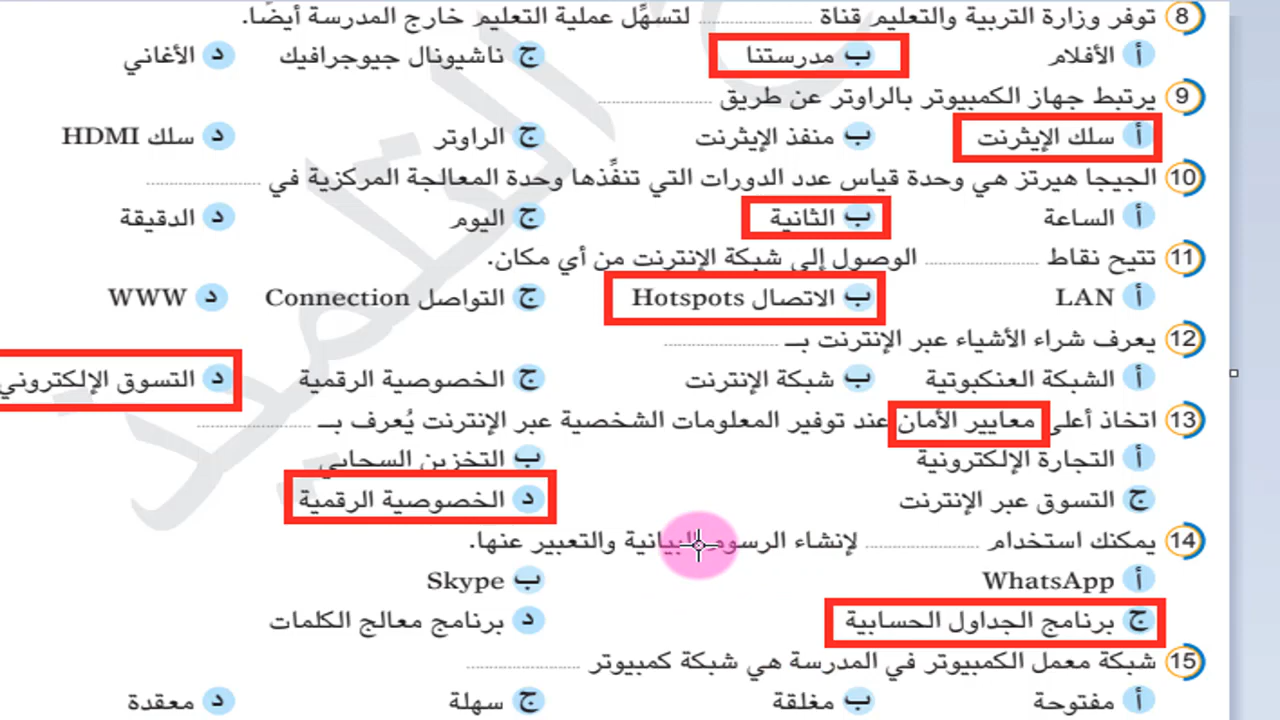 8 توفر وزارة التربية والتعليم قناة ............ لتسهِّل عملية التعليم خارج المدرسة أيضًا.
أ الأفلام ب مدرستنا ج ناشيونال جيوجرافيك د الأغاني
9 يرتبط جهاز الكمبيوتر بالراوتر عن طريق ............
أ سلك الإيثرنت ب منفذ الإيثرنت ج الراوتر د سلك HDMI
10 الجيجا هيرتز هي وحدة قياس عدد الدورات التي تنفِّذها وحدة المعالجة المركزية في ............
أ الساعة ب الثانية ج اليوم د الدقيقة
11 تتيح نقاط ............ الوصول إلى شبكة الإنترنت من أي مكان.
أ LAN ب الاتصال Hotspots ج التواصل Connection د WWW
12 يعرف شراء الأشياء عبر الإنترنت بـ ............
أ الشبكة العنكبوتية ب شبكة الإنترنت ج الخصوصية الرقمية د التسوق الإلكتروني
13 اتخاذ أعلى معايير الأمان عند توفير المعلومات الشخصية عبر الإنترنت يُعرف بـ ............
أ التجارة الإلكترونية ب التخزين السحابي
ج التسوق عبر الإنترنت د الخصوصية الرقمية
14 يمكنك استخدام ............ لإنشاء الرسوم البيانية والتعبير عنها.
أ WhatsApp ب Skype
ج برنامج الجداول الحسابية د برنامج معالج الكلمات
15 شبكة معمل الكمبيوتر في المدرسة هي شبكة كمبيوتر ............
أ مفتوحة ب مغلقة ج سهلة د معقدة